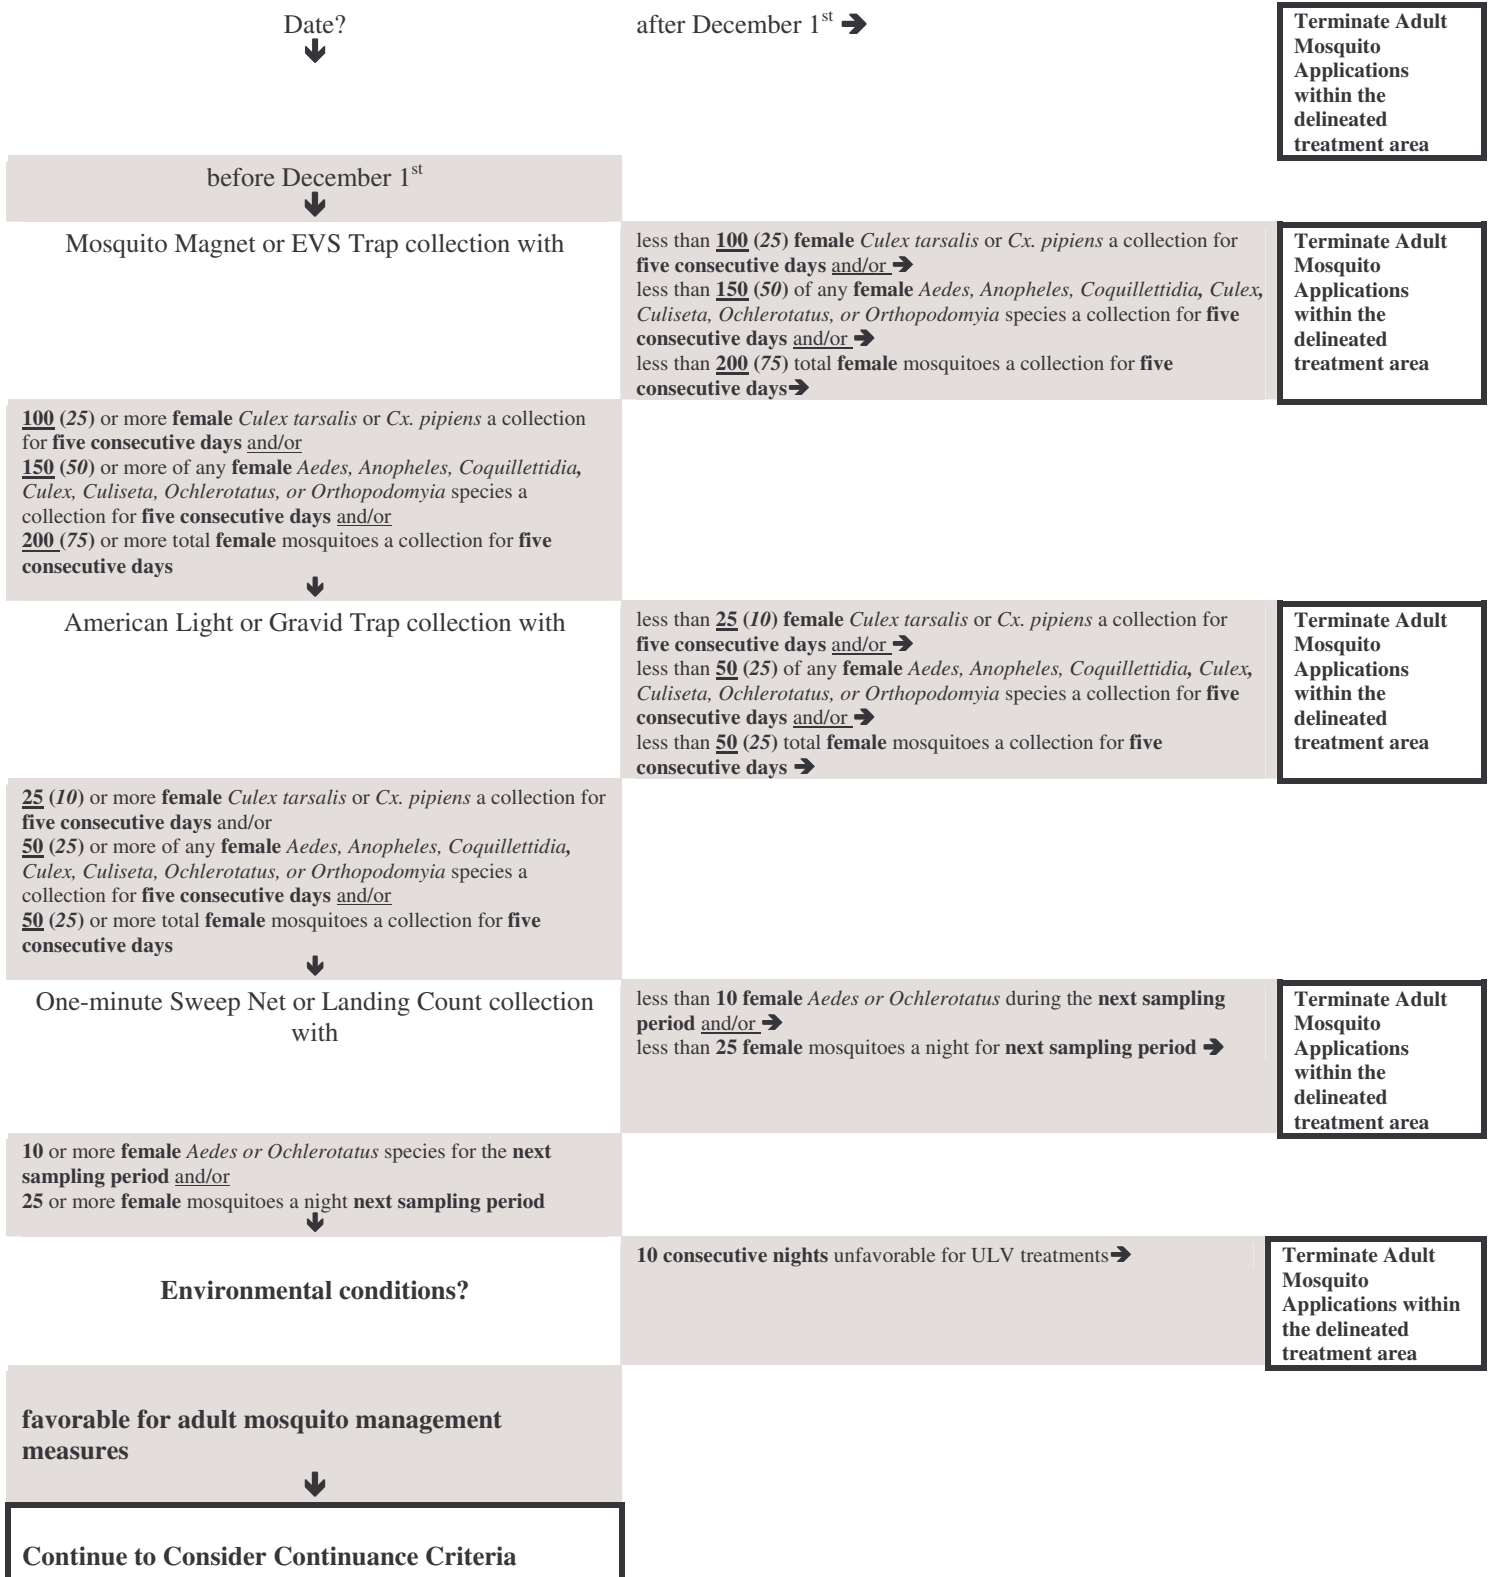 Date?
🡻
after December 1st ➔
Terminate Adult
Mosquito
Applications
within the
delineated
treatment area
before December 1st
🡻
Mosquito Magnet or EVS Trap collection with
less than 100 (25) female Culex tarsalis or Cx. pipiens a collection for
five consecutive days and/or ➔
less than 150 (50) of any female Aedes, Anopheles, Coquillettidia, Culex,
Culiseta, Ochlerotatus, or Orthopodomyia species a collection for five
consecutive days and/or ➔
less than 200 (75) total female mosquitoes a collection for five
consecutive days➔
Terminate Adult
Mosquito
Applications
within the
delineated
treatment area
100 (25) or more female Culex tarsalis or Cx. pipiens a collection
for five consecutive days and/or
150 (50) or more of any female Aedes, Anopheles, Coquillettidia,
Culex, Culiseta, Ochlerotatus, or Orthopodomyia species a
collection for five consecutive days and/or
200 (75) or more total female mosquitoes a collection for five
consecutive days
🡻
American Light or Gravid Trap collection with
less than 25 (10) female Culex tarsalis or Cx. pipiens a collection for
five consecutive days and/or ➔
less than 50 (25) of any female Aedes, Anopheles, Coquillettidia, Culex,
Culiseta, Ochlerotatus, or Orthopodomyia species a collection for five
consecutive days and/or ➔
less than 50 (25) total female mosquitoes a collection for five
consecutive days ➔
Terminate Adult
Mosquito
Applications
within the
delineated
treatment area
25 (10) or more female Culex tarsalis or Cx. pipiens a collection for
five consecutive days and/or
50 (25) or more of any female Aedes, Anopheles, Coquillettidia,
Culex, Culiseta, Ochlerotatus, or Orthopodomyia species a
collection for five consecutive days and/or
50 (25) or more total female mosquitoes a collection for five
consecutive days
🡻
One-minute Sweep Net or Landing Count collection
with
less than 10 female Aedes or Ochlerotatus during the next sampling
period and/or ➔
less than 25 female mosquitoes a night for next sampling period ➔
Terminate Adult
Mosquito
Applications
within the
delineated
treatment area
10 or more female Aedes or Ochlerotatus species for the next
sampling period and/or
25 or more female mosquitoes a night next sampling period
🡻
Environmental conditions?
10 consecutive nights unfavorable for ULV treatments➔
Terminate Adult
Mosquito
Applications within
the delineated
treatment area
favorable for adult mosquito management
measures
🡻
Continue to Consider Continuance Criteria